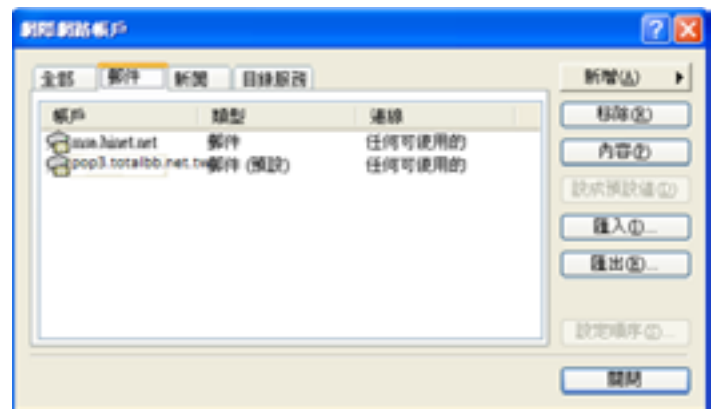 網際網路帳戶
全部 郵件 新聞 目錄服務
新增(A)
帳戶 類型 連線
移除(R)
msa.hinet.net 郵件 任何可使用的
內容(P)
pop3.totalbb.net.tw 郵件 (預設) 任何可使用的
設成預設值(D)
匯入(I)...
匯出(E)...
設定順序(S)...
關閉